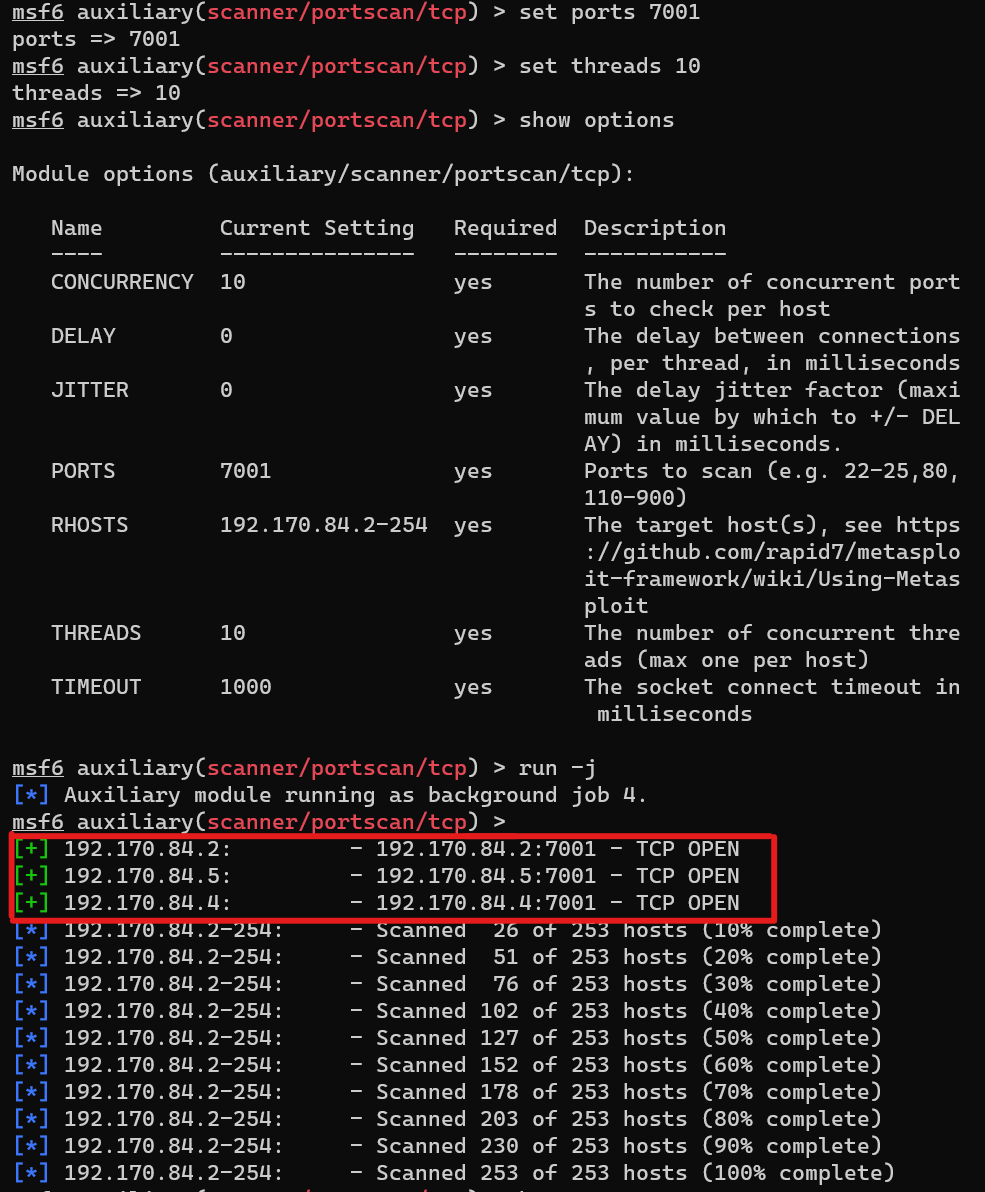 msf6 auxiliary(scanner/portscan/tcp) > set ports 7001
ports => 7001
msf6 auxiliary(scanner/portscan/tcp) > set threads 10
threads => 10
msf6 auxiliary(scanner/portscan/tcp) > show options
Module options (auxiliary/scanner/portscan/tcp):
Name Current Setting Required Description
---- --------------- -------- -----------
CONCURRENCY 10 yes The number of concurrent port
s to check per host
DELAY 0 yes The delay between connections
, per thread, in milliseconds
JITTER 0 yes The delay jitter factor (maxi
mum value by which to +/- DEL
AY) in milliseconds.
PORTS 7001 yes Ports to scan (e.g. 22-25,80,
110-900)
RHOSTS 192.170.84.2-254 yes The target host(s), see https
://github.com/rapid7/metasplo
it-framework/wiki/Using-Metas
ploit
THREADS 10 yes The number of concurrent thre
ads (max one per host)
TIMEOUT 1000 yes The socket connect timeout in
milliseconds
msf6 auxiliary(scanner/portscan/tcp) > run -j
[*] Auxiliary module running as background job 4.
msf6 auxiliary(scanner/portscan/tcp) >
[+] 192.170.84.2: - 192.170.84.2:7001 - TCP OPEN
[+] 192.170.84.5: - 192.170.84.5:7001 - TCP OPEN
[+] 192.170.84.4: - 192.170.84.4:7001 - TCP OPEN
[*] 192.170.84.2-254: - Scanned 26 of 253 hosts (10% complete)
[*] 192.170.84.2-254: - Scanned 51 of 253 hosts (20% complete)
[*] 192.170.84.2-254: - Scanned 76 of 253 hosts (30% complete)
[*] 192.170.84.2-254: - Scanned 102 of 253 hosts (40% complete)
[*] 192.170.84.2-254: - Scanned 127 of 253 hosts (50% complete)
[*] 192.170.84.2-254: - Scanned 152 of 253 hosts (60% complete)
[*] 192.170.84.2-254: - Scanned 178 of 253 hosts (70% complete)
[*] 192.170.84.2-254: - Scanned 203 of 253 hosts (80% complete)
[*] 192.170.84.2-254: - Scanned 230 of 253 hosts (90% complete)
[*] 192.170.84.2-254: - Scanned 253 of 253 hosts (100% complete)